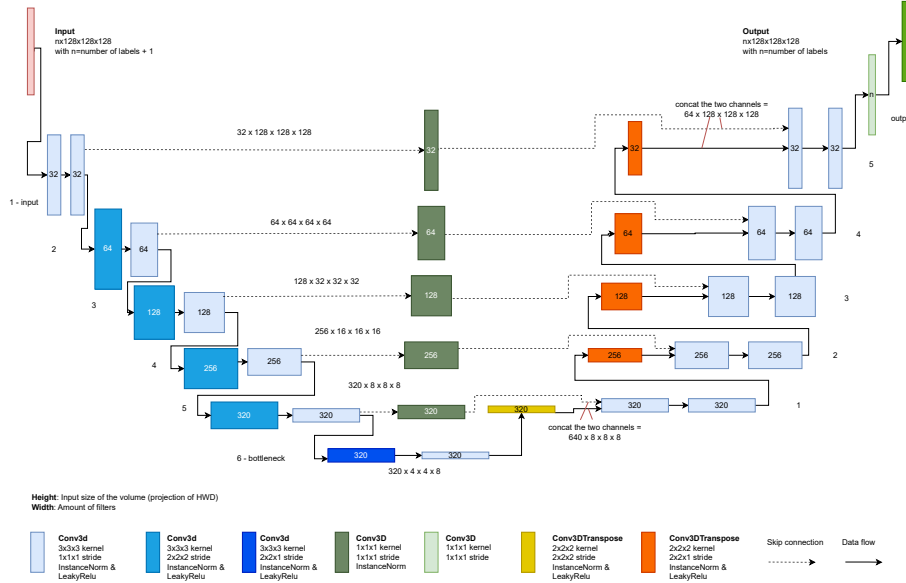 Input
nx128x128x128
with n=number of labels + 1
Output
nx128x128x128
with n=number of labels
n
outp
concat the two channels =
64 x 128 x 128 x 128
32 x 128 x 128 x 128
32
32
32
32
32
32
5
1 - input
64 x 64 x 64 x 64
2
64
64
64
64
64
64
4
128 x 32 x 32 x 32
3
128
128
128
128
128
128
3
256 x 16 x 16 x 16
4
256
256
256
256
256
256
2
320 x 8 x 8 x 8
5
320
320
320
320
320
320
1
concat the two channels =
640 x 8 x 8 x 8
6 - bottleneck
320
320
320 x 4 x 4 x 8
Height: Input size of the volume (projection of HWD)
Width: Amount of filters
Conv3d
3x3x3 kernel
1x1x1 stride
InstanceNorm &
LeakyRelu
Conv3d
3x3x3 kernel
2x2x2 stride
InstanceNorm &
LeakyRelu
Conv3d
3x3x3 kernel
2x2x1 stride
InstanceNorm &
LeakyRelu
Conv3D
1x1x1 kernel
1x1x1 stride
InstanceNorm
Conv3D
1x1x1 kernel
1x1x1 stride
Conv3DTranspose
2x2x2 kernel
2x2x2 stride
InstanceNorm &
LeakyRelu
Conv3DTranspose
2x2x2 kernel
2x2x1 stride
InstanceNorm &
LeakyRelu
Skip connection
Data flow